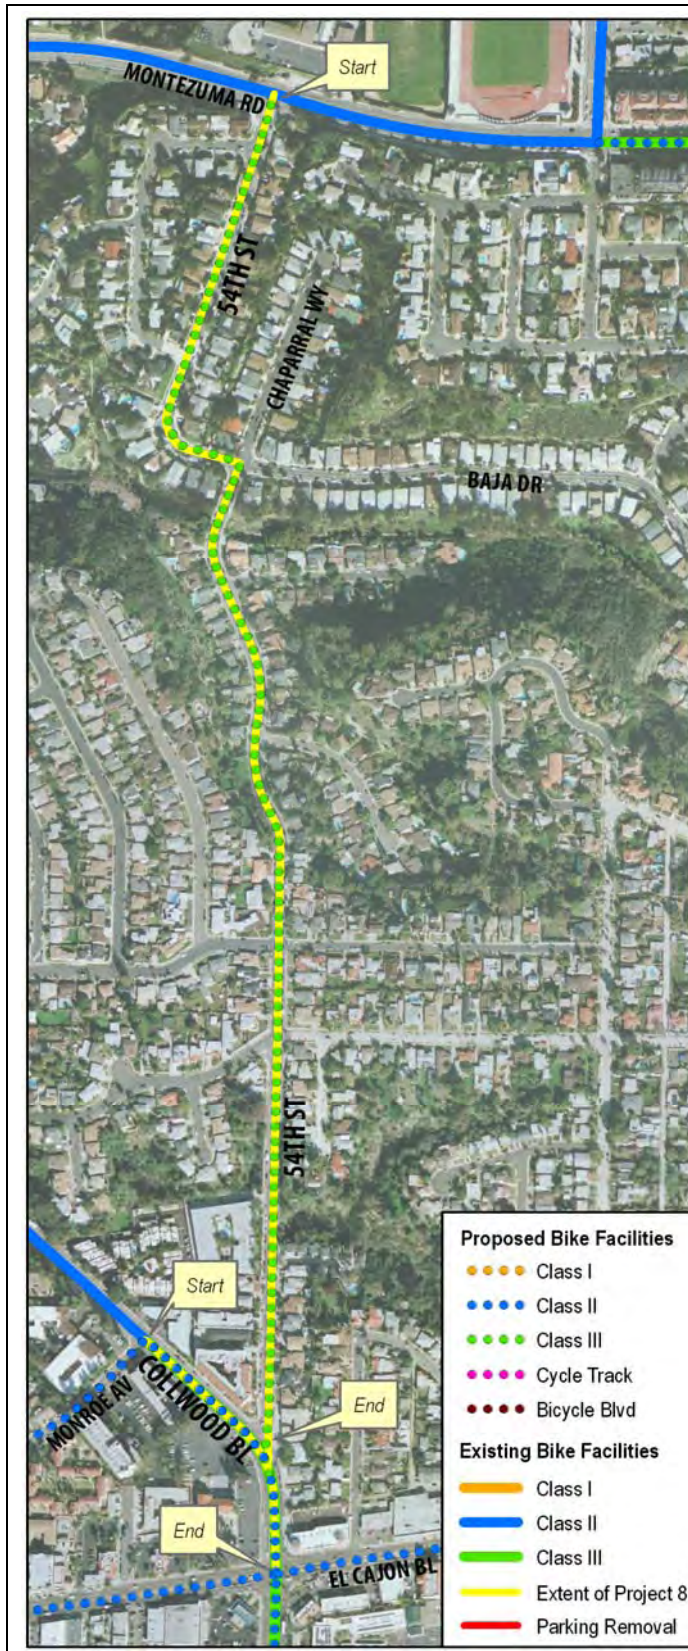 Start
MONTEZUMA RD
54TH ST
CHAPARRAL WY
BAJA DR
54TH ST
Start
COLLWOOD BL
MONROE AV
End
End
EL CAJON BL
Proposed Bike Facilities
Class I
Class II
Class III
Cycle Track
Bicycle Blvd
Existing Bike Facilities
Class I
Class II
Class III
Extent of Project 8
Parking Removal